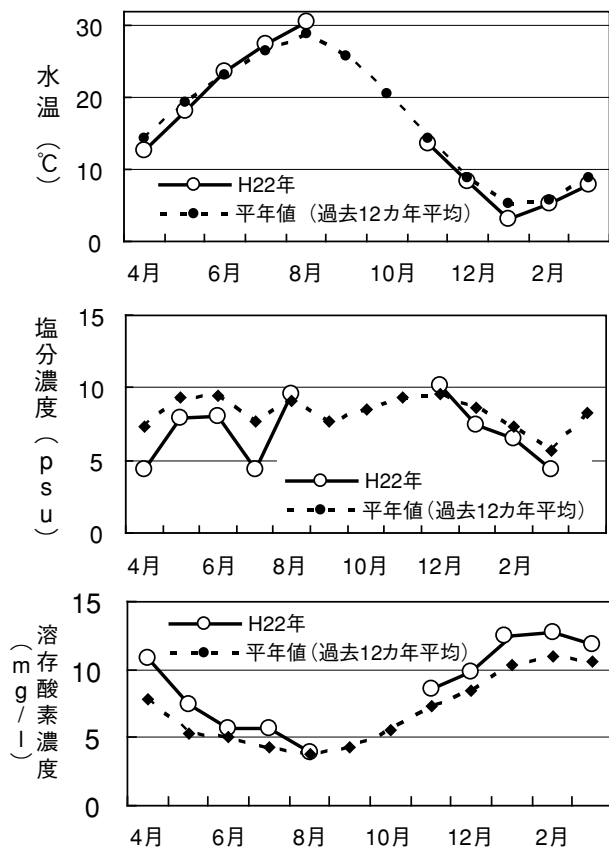 水温（℃）
30
20
10
0
H22年
平年値（過去12カ年平均）
4月 6月 8月 10月 12月 2月
塩分濃度（psu）
15
10
5
0
H22年
平年値（過去12カ年平均）
4月 6月 8月 10月 12月 2月
溶存酸素濃度
（mg/l）
15
10
5
0
H22年
平年値（過去12カ年平均）
4月 6月 8月 10月 12月 2月